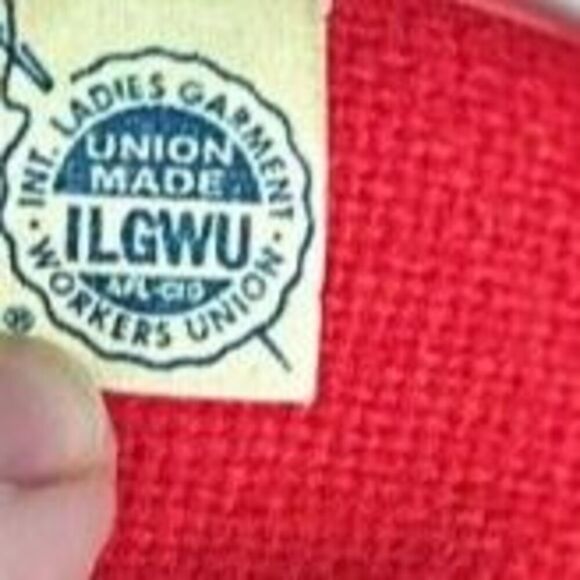 INT. LADIES GARMENT
UNION
MADE
ILGWU
AFL-CIO
· WORKERS UNION ·
®